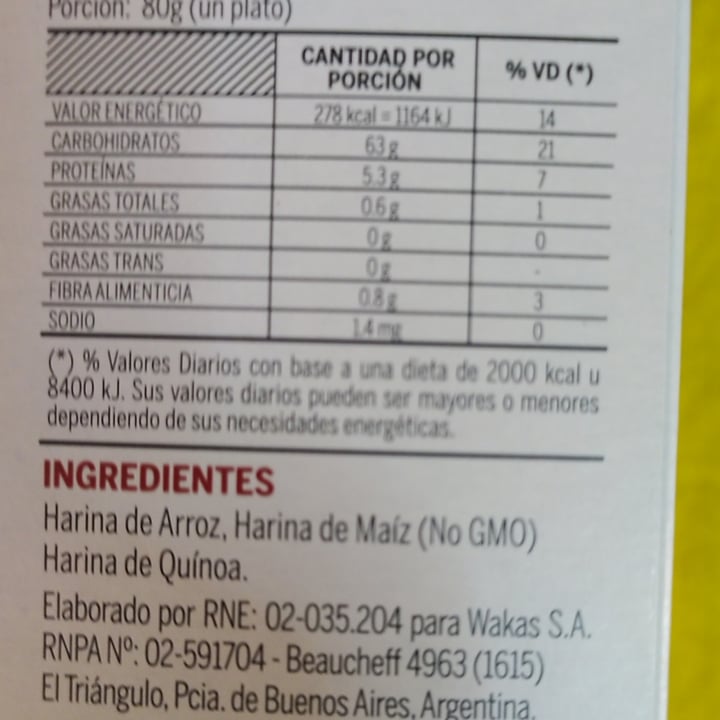 Porción: 80g (un plato)
CANTIDAD POR PORCIÓN % VD (*)
VALOR ENERGÉTICO 278 kcal = 1164 kJ 14
CARBOHIDRATOS 63 g 21
PROTEÍNAS 5.3 g 7
GRASAS TOTALES 0.6 g 1
GRASAS SATURADAS 0 g 0
GRASAS TRANS 0 g -
FIBRA ALIMENTICIA 0.8 g 3
SODIO 1.4 mg 0
(*) % Valores Diarios con base a una dieta de 2000 kcal u
8400 kJ. Sus valores diarios pueden ser mayores o menores
dependiendo de sus necesidades energéticas.
INGREDIENTES
Harina de Arroz, Harina de Maíz (No GMO)
Harina de Quínoa.
Elaborado por RNE: 02-035.204 para Wakas S.A.
RNPA Nº: 02-591704 - Beaucheff 4963 (1615)
El Triángulo, Pcia. de Buenos Aires, Argentina.